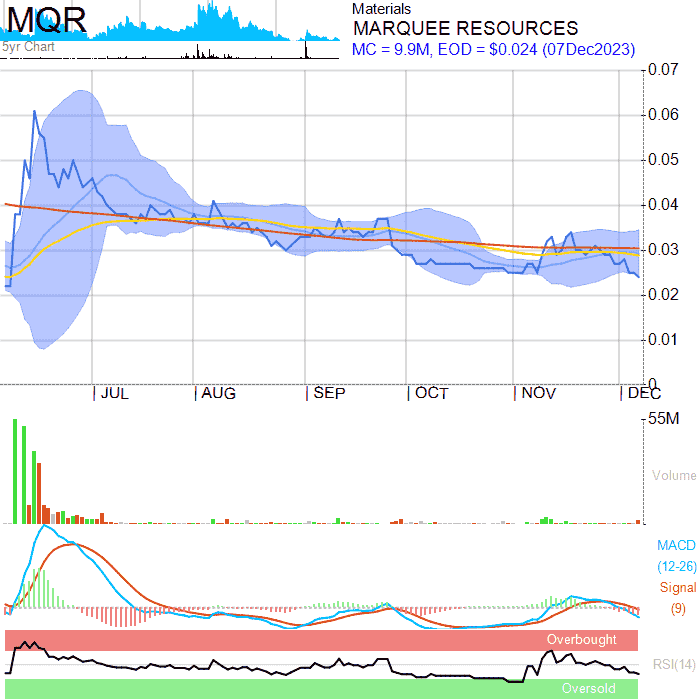 MQR
5yr Chart
Materials
MARQUEE RESOURCES
MC = 9.9M, EOD = $0.024 (07Dec2023)
0.07
0.06
0.05
0.04
0.03
0.02
0.01
0
JUL
AUG
SEP
OCT
NOV
DEC
55M
Volume
MACD
(12-26)
Signal
(9)
Overbought
RSI(14)
Oversold